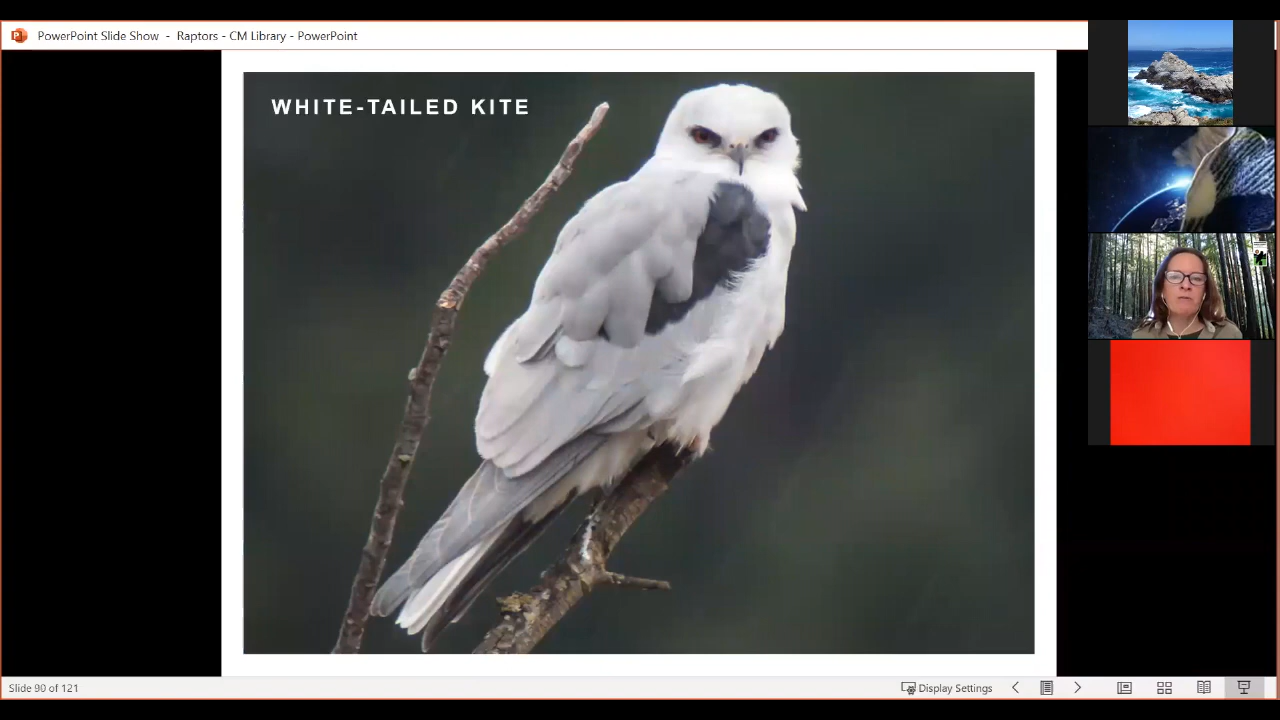 PowerPoint Slide Show - Raptors - CM Library - PowerPoint
WHITE-TAILED KITE
Slide 90 of 121
Display Settings